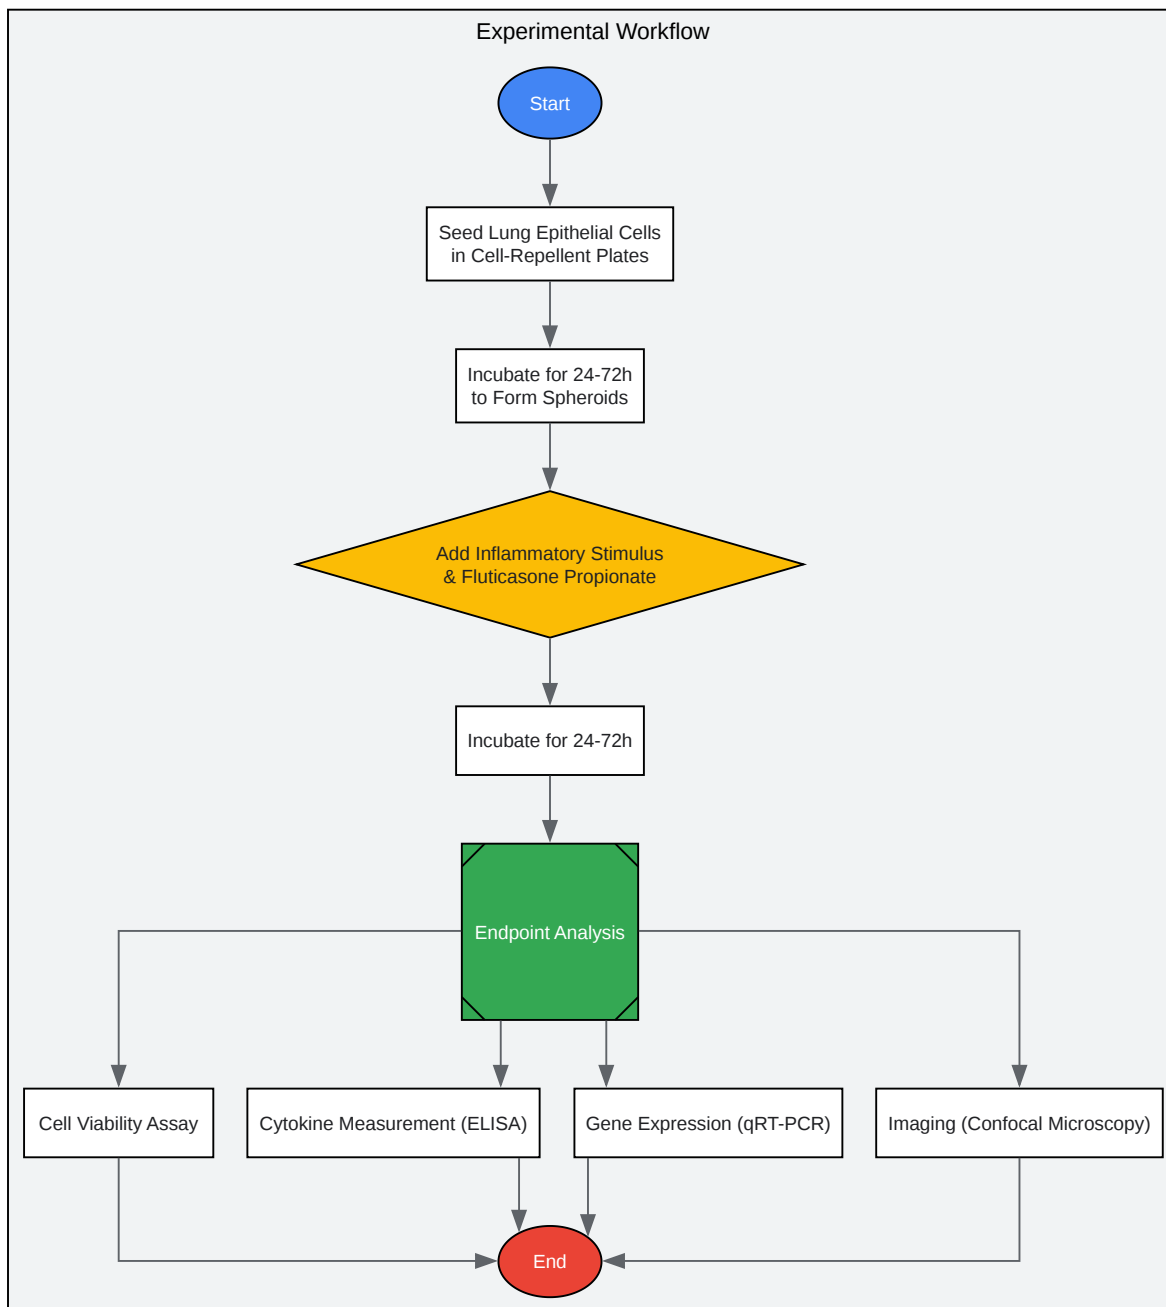 Experimental Workflow
Start
Seed Lung Epithelial Cells
in Cell-Repellent Plates
Incubate for 24-72h
to Form Spheroids
Add Inflammatory Stimulus
& Fluticasone Propionate
Incubate for 24-72h
Endpoint Analysis
Cell Viability Assay
Cytokine Measurement (ELISA)
Gene Expression (qRT-PCR)
Imaging (Confocal Microscopy)
End